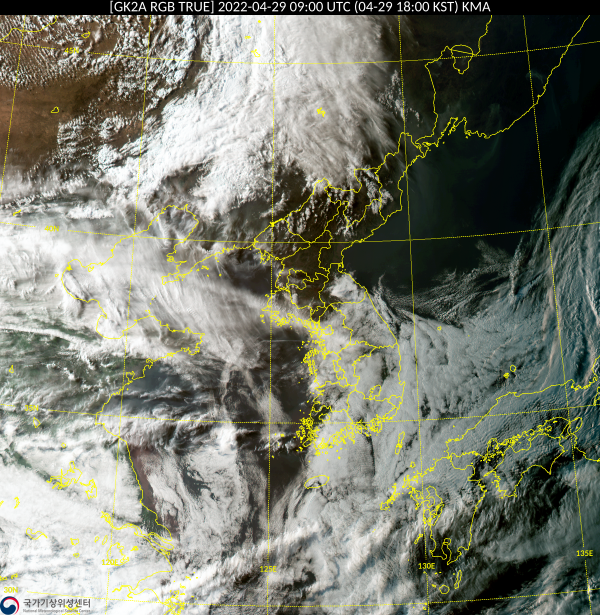 [GK2A RGB TRUE] 2022-04-29 09:00 UTC (04-29 18:00 KST) KMA
125E
130E
135E
국가기상위성센터
National Meteorological Satellite Center